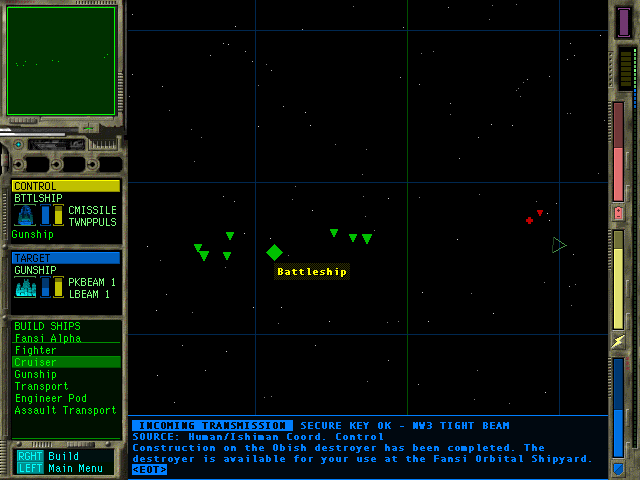 CONTROL
BTTLSHIP
CMISSILE
TWNPPULS
Gunship
TARGET
GUNSHIP
PKBEAM 1
LBEAM 1
BUILD SHIPS
Fansi Alpha
Fighter
Cruiser
Gunship
Transport
Engineer Pod
Assault Transport
RGHT Build
LEFT Main Menu
Battleship
INCOMING TRANSMISSION SECURE KEY OK - NW3 TIGHT BEAM
SOURCE: Human/Ishiman Coord. Control
Construction on the Obish destroyer has been completed. The
destroyer is available for your use at the Fansi Orbital Shipyard.
<EOT>